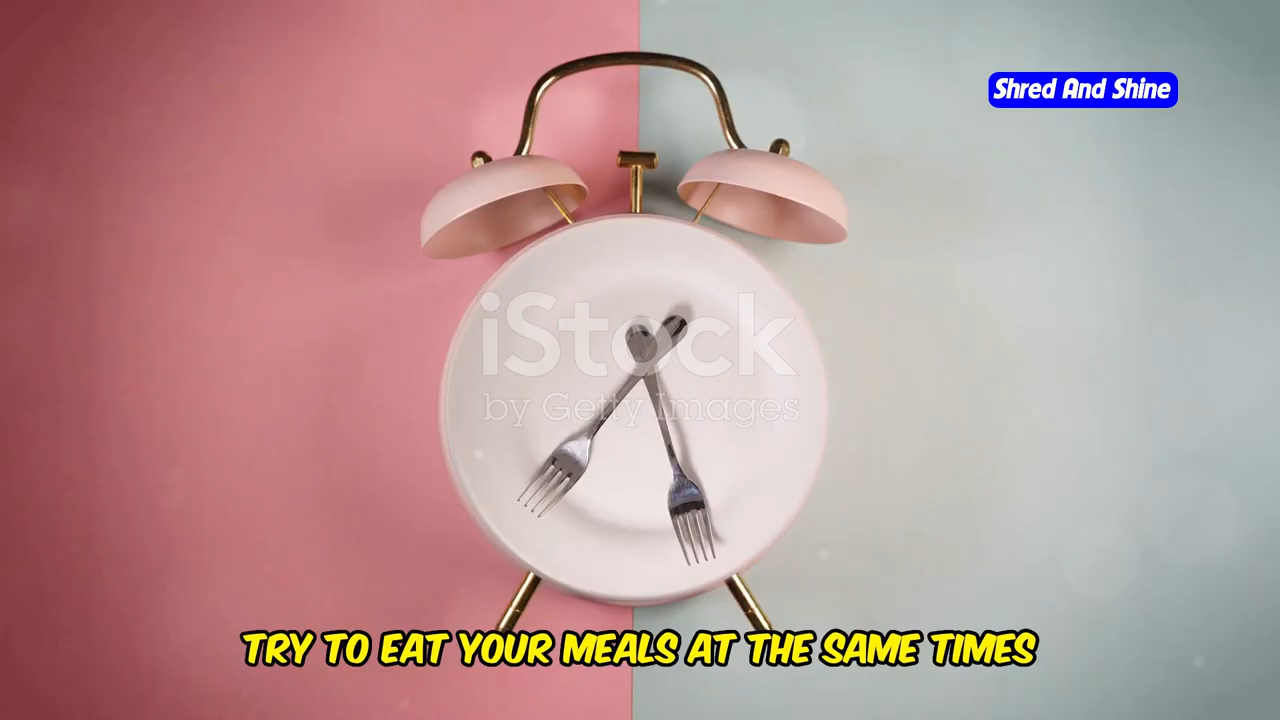 Shred And Shine
iStock
by Getty Images
TRY TO EAT YOUR MEALS AT THE SAME TIMES